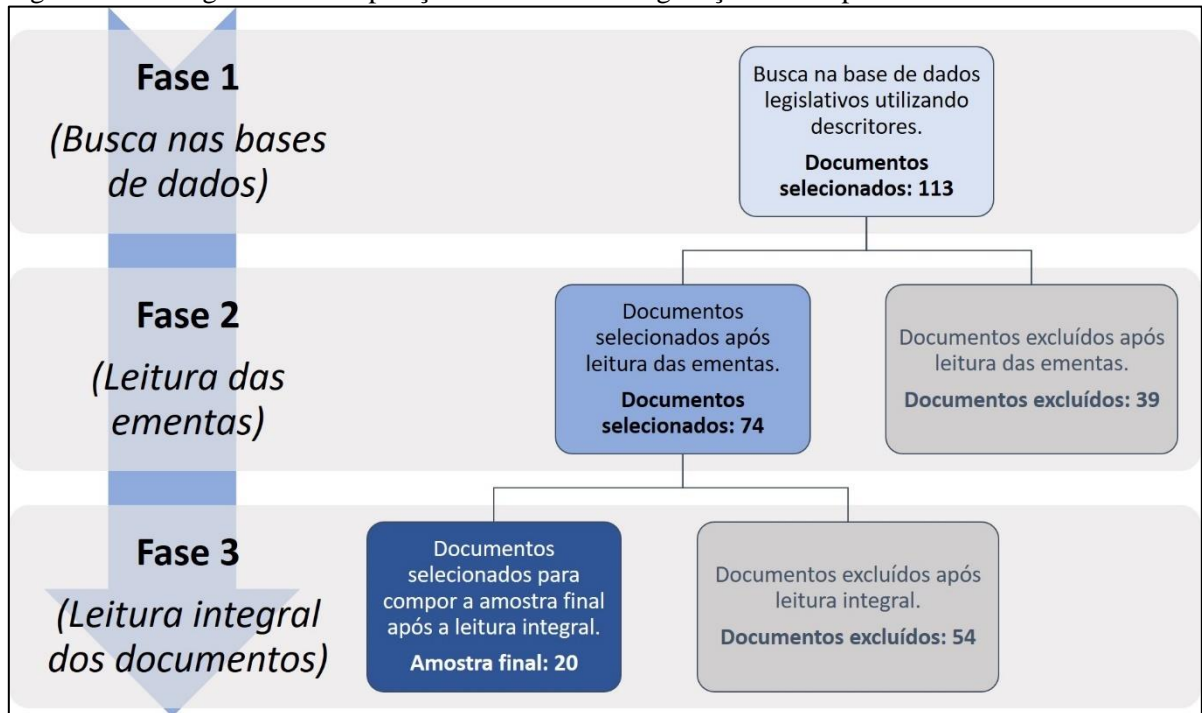 Fase 1
(Busca nas bases
de dados)
Busca na base de dados
legislativos utilizando
descritores.
Documentos
selecionados: 113
Fase 2
(Leitura das
ementas)
Documentos
selecionados após
leitura das ementas.
Documentos
selecionados: 74
Documentos excluídos após
leitura das ementas.
Documentos excluídos: 39
Fase 3
(Leitura integral
dos documentos)
Documentos
selecionados para
compor a amostra final
após a leitura integral.
Amostra final: 20
Documentos excluídos após
leitura integral.
Documentos excluídos: 54